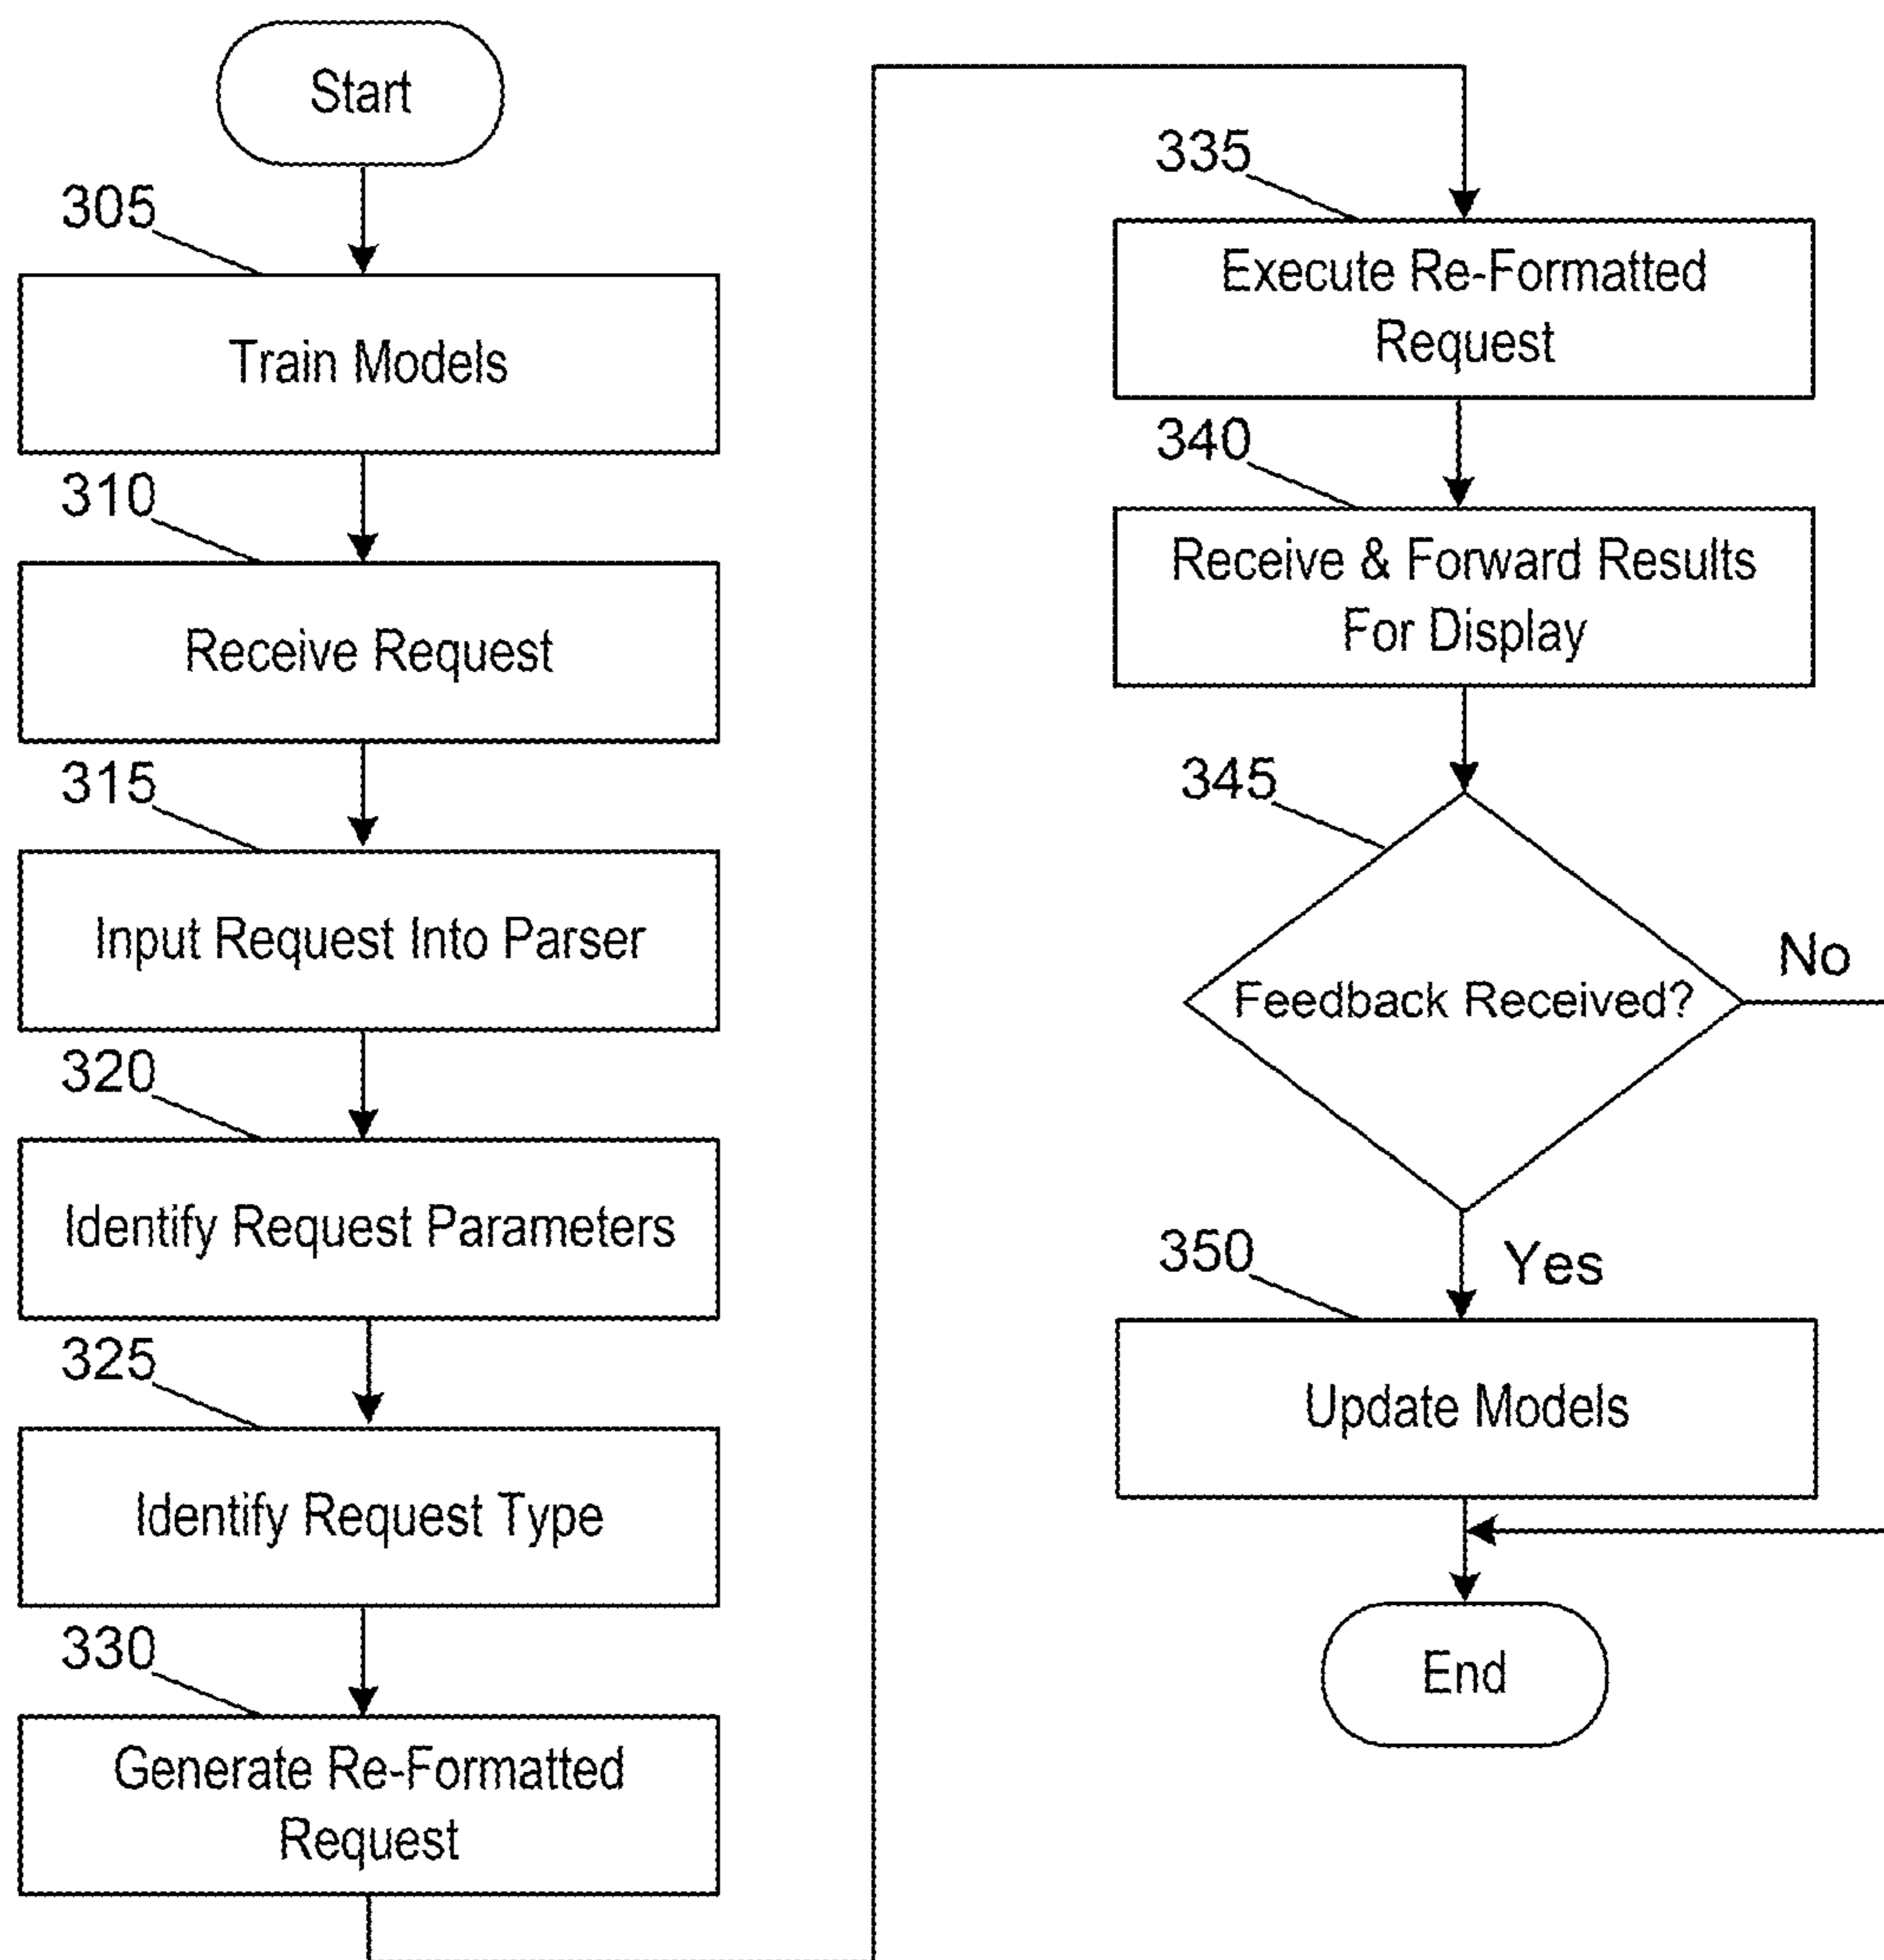 Start
305
Train Models
310
Receive Request
315
Input Request Into Parser
320
Identify Request Parameters
325
Identify Request Type
330
Generate Re-Formatted
Request
335
Execute Re-Formatted
Request
340
Receive & Forward Results
For Display
345
Feedback Received?
No
Yes
350
Update Models
End